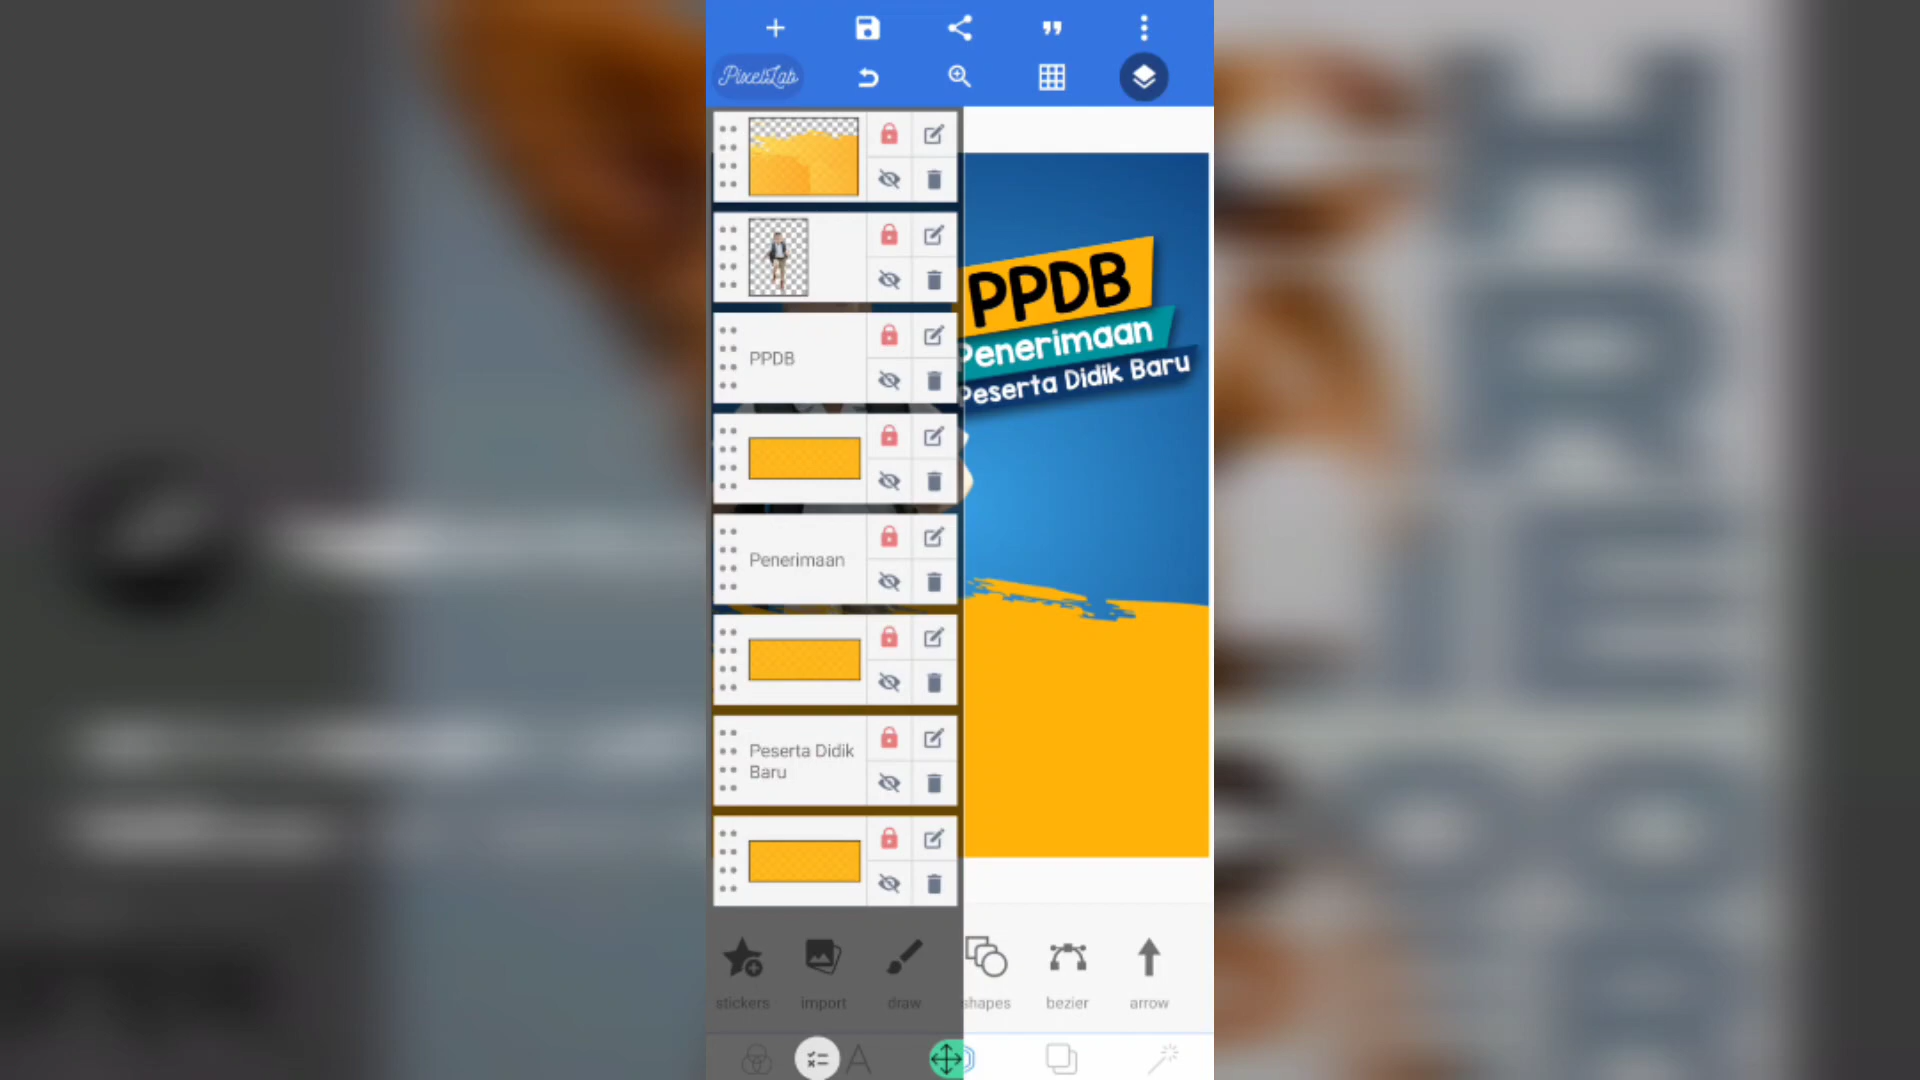 PixelLab
PPDB
Penerimaan
Peserta Didik
Baru
PPDB
Penerimaan
Peserta Didik Baru
stickers
import
draw
shapes
bezier
arrow